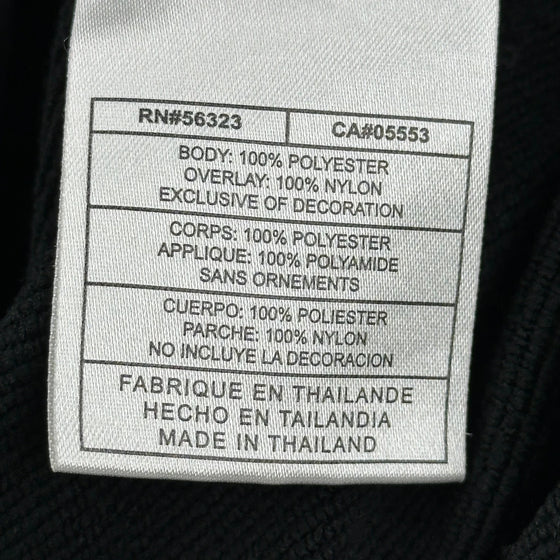 RN#56323 CA#05553
BODY: 100% POLYESTER
OVERLAY: 100% NYLON
EXCLUSIVE OF DECORATION
CORPS: 100% POLYESTER
APPLIQUE: 100% POLYAMIDE
SANS ORNEMENTS
CUERPO: 100% POLIESTER
PARCHE: 100% NYLON
NO INCLUYE LA DECORACION
FABRIQUE EN THAILANDE
HECHO EN TAILANDIA
MADE IN THAILAND